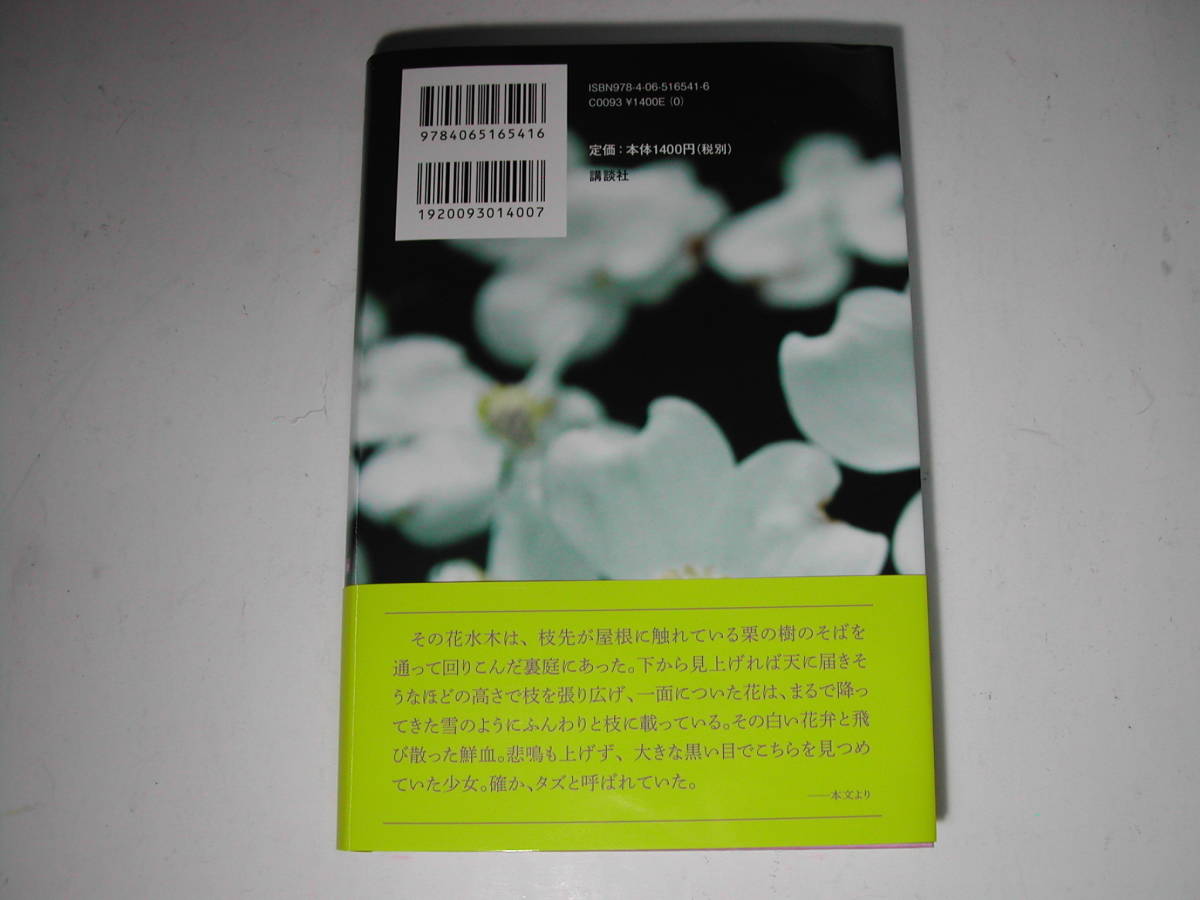 ISBN978-4-06-516541-6
C0093 ¥1400E (0)
9784065165416
1920093014007
定価：本体1400円（税別）
講談社
その花水木は、枝先が屋根に触れている栗の樹のそばを
通って回りこんだ裏庭にあった。下から見上げれば天に届きそ
うなほどの高さで枝を張り広げ、一面についた花は、まるで降っ
てきた雪のようにふんわりと枝に載っている。その白い花弁と飛
び散った鮮血。悲鳴も上げず、大きな黒い目でこちらを見つめ
ていた少女。確か、タズと呼ばれていた。
——本文より